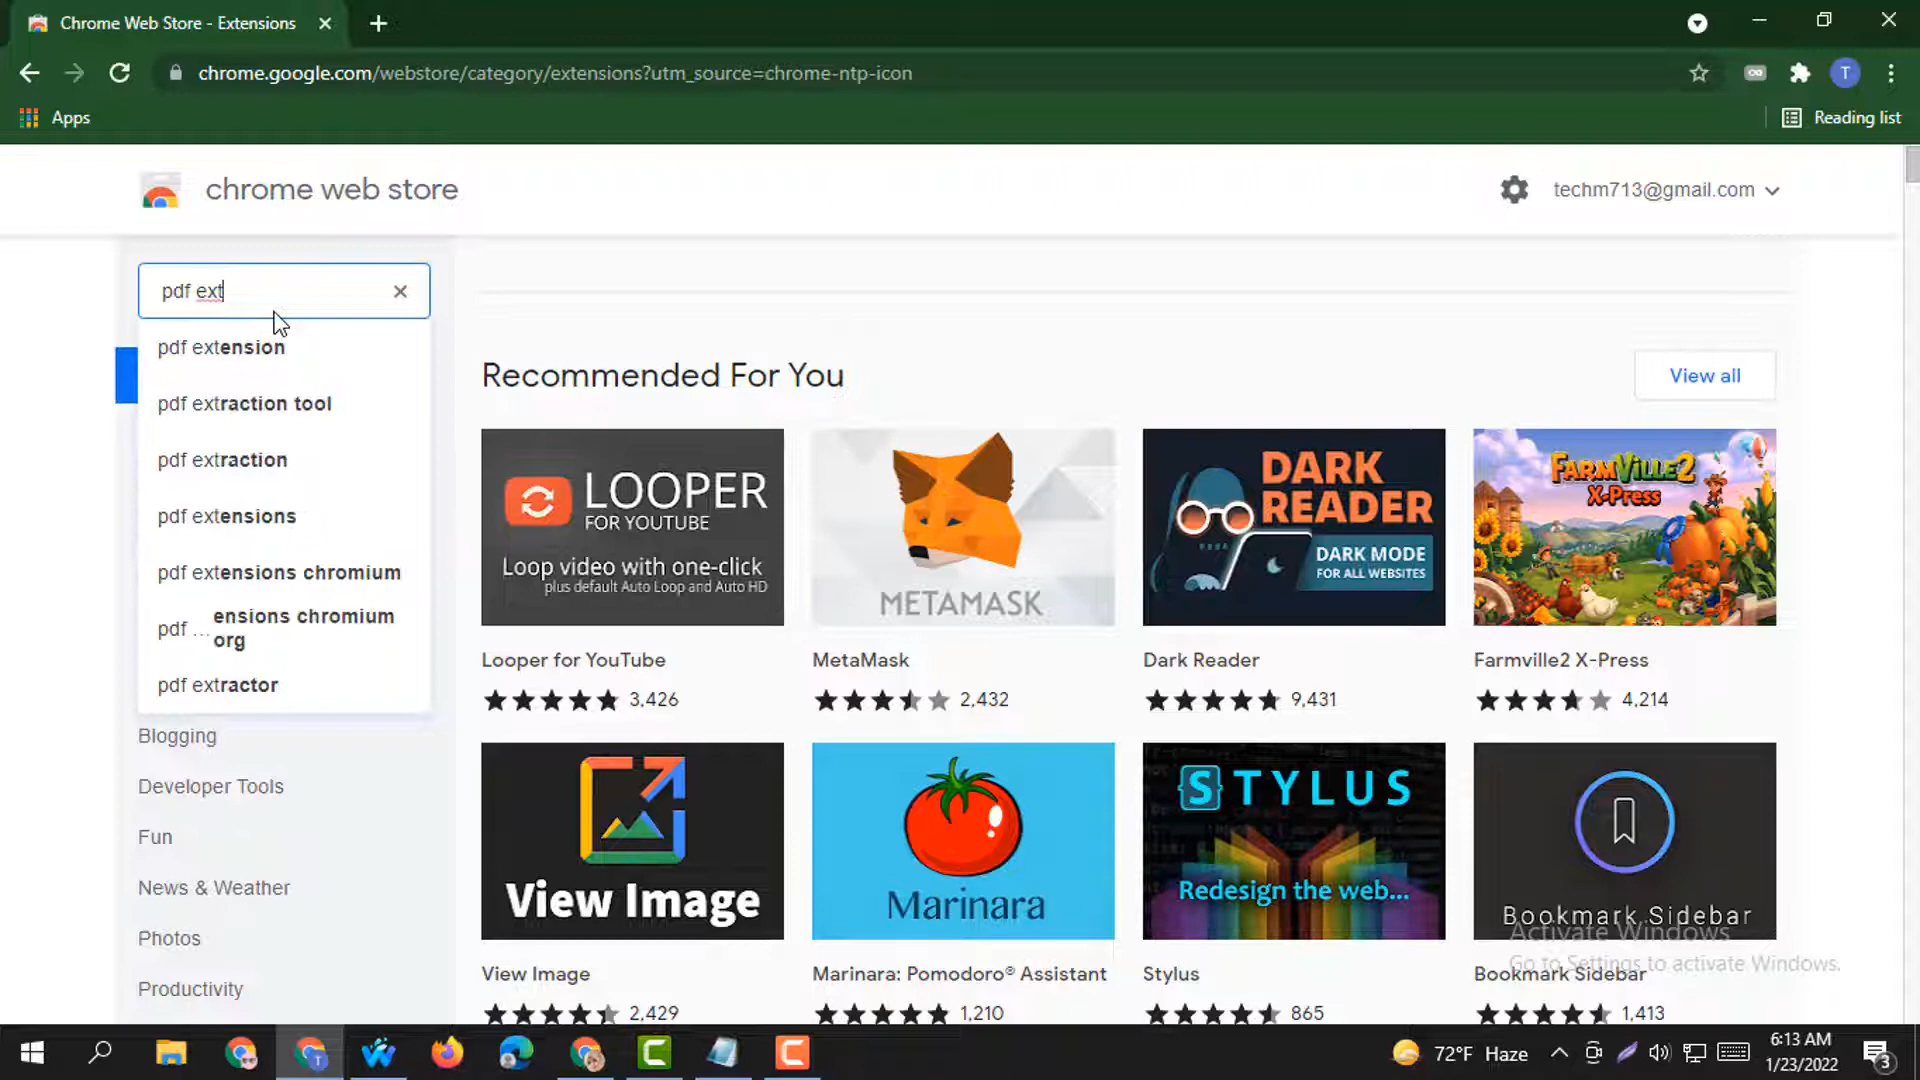 Chrome Web Store - Extensions
chrome.google.com/webstore/category/extensions?utm_source=chrome-ntp-icon
T
Apps
Reading list
chrome web store
techm713@gmail.com
pdf ext
pdf extension
pdf extraction tool
pdf extraction
pdf extensions
pdf extensions chromium
pdf ... ensions chromium
org
pdf extractor
Blogging
Developer Tools
Fun
News & Weather
Photos
Productivity
Recommended For You
View all
LOOPER
FOR YOUTUBE
Loop video with one-click
plus default Auto Loop and Auto HD
METAMASK
DARK
READER
DARK MODE
FOR ALL WEBSITES
FARMVILLE2
X-PRESS
Looper for YouTube
3,426
MetaMask
2,432
Dark Reader
9,431
Farmville2 X-Press
4,214
View Image
Marinara
STYLUS
Redesign the web...
Bookmark Sidebar
View Image
2,429
Marinara: Pomodoro® Assistant
1,210
Stylus
865
Bookmark Sidebar
1,413
Activate Windows
Go to Settings to activate Windows.
72°F Haze
6:13 AM
1/23/2022
3